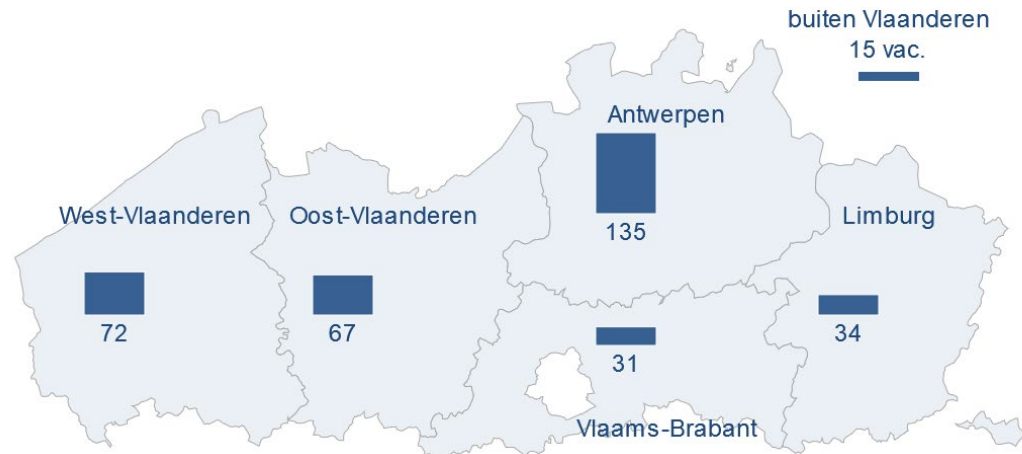 buiten Vlaanderen
15 vac.
Antwerpen
135
West-Vlaanderen
72
Oost-Vlaanderen
67
Limburg
34
31
Vlaams-Brabant